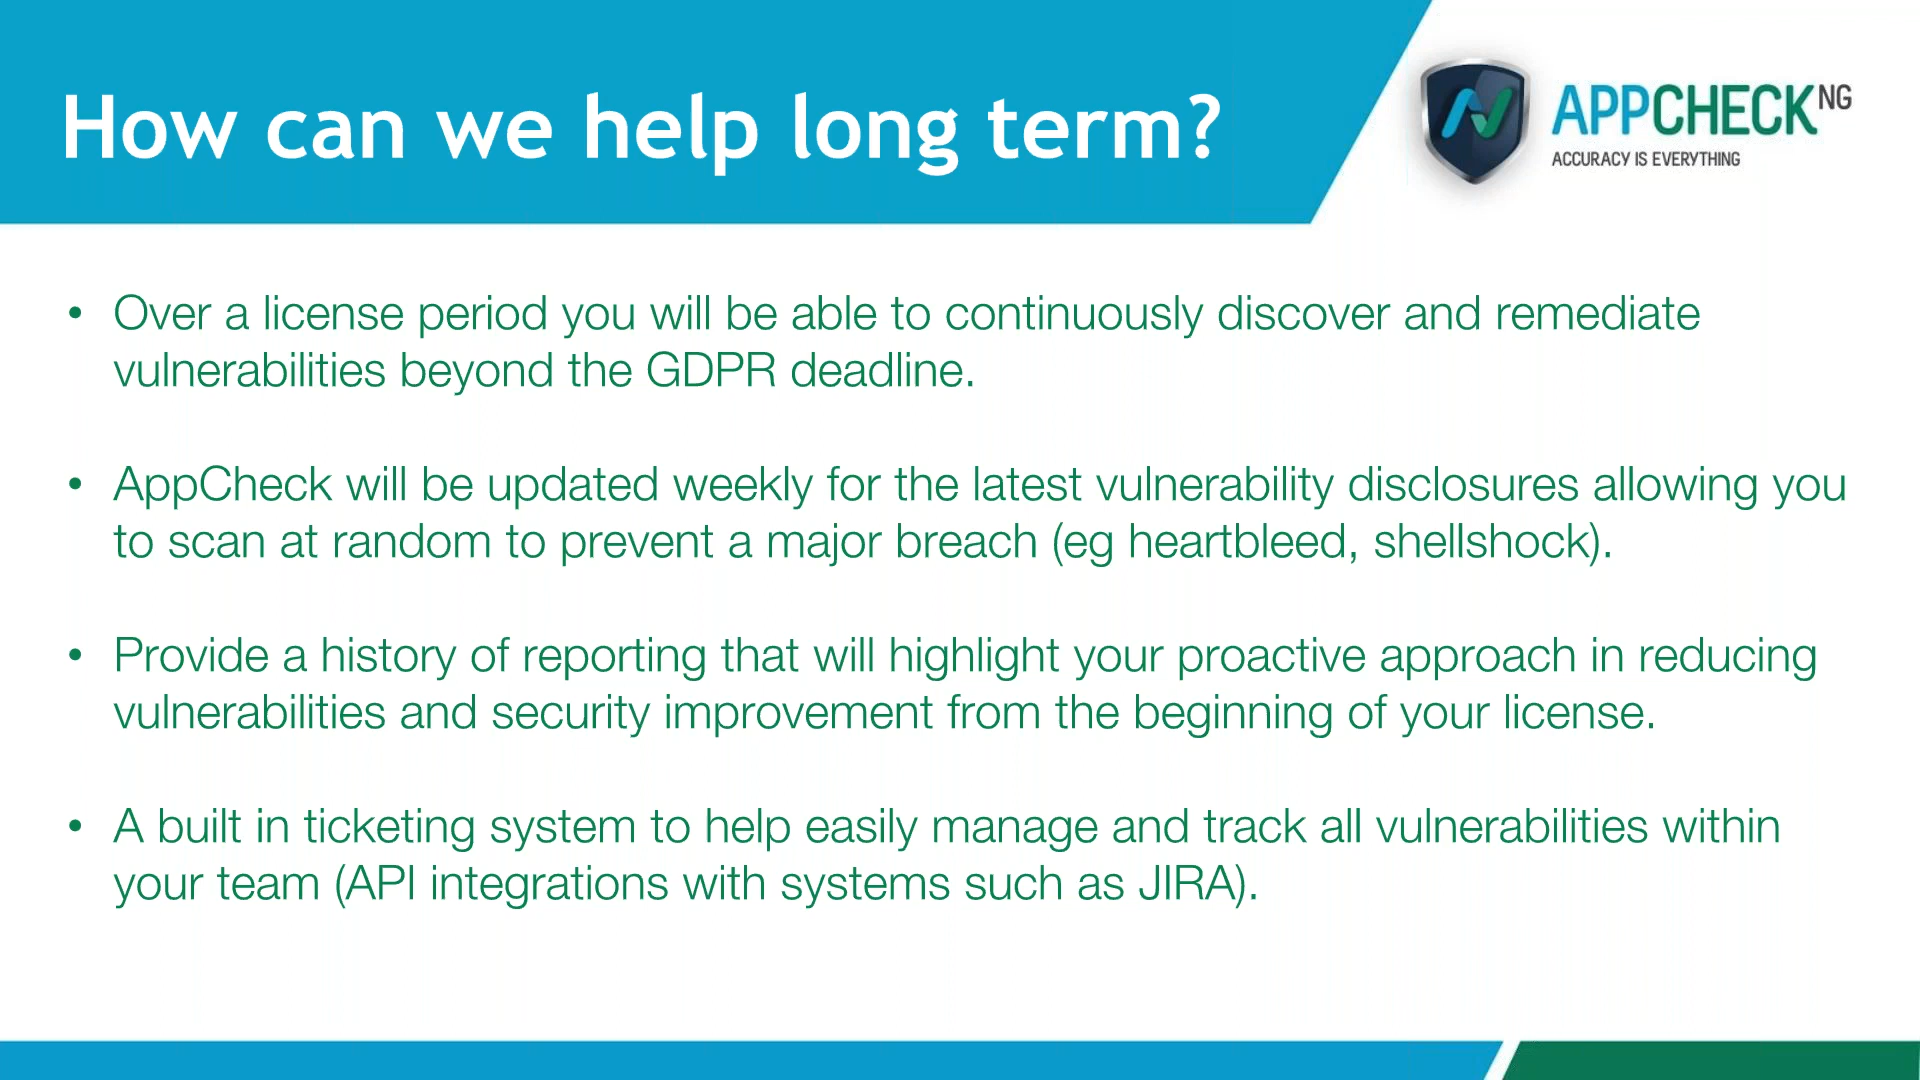 How can we help long term?
APPCHECK NG
ACCURACY IS EVERYTHING
• Over a license period you will be able to continuously discover and remediate
vulnerabilities beyond the GDPR deadline.
• AppCheck will be updated weekly for the latest vulnerability disclosures allowing you
to scan at random to prevent a major breach (eg heartbleed, shellshock).
• Provide a history of reporting that will highlight your proactive approach in reducing
vulnerabilities and security improvement from the beginning of your license.
• A built in ticketing system to help easily manage and track all vulnerabilities within
your team (API integrations with systems such as JIRA).